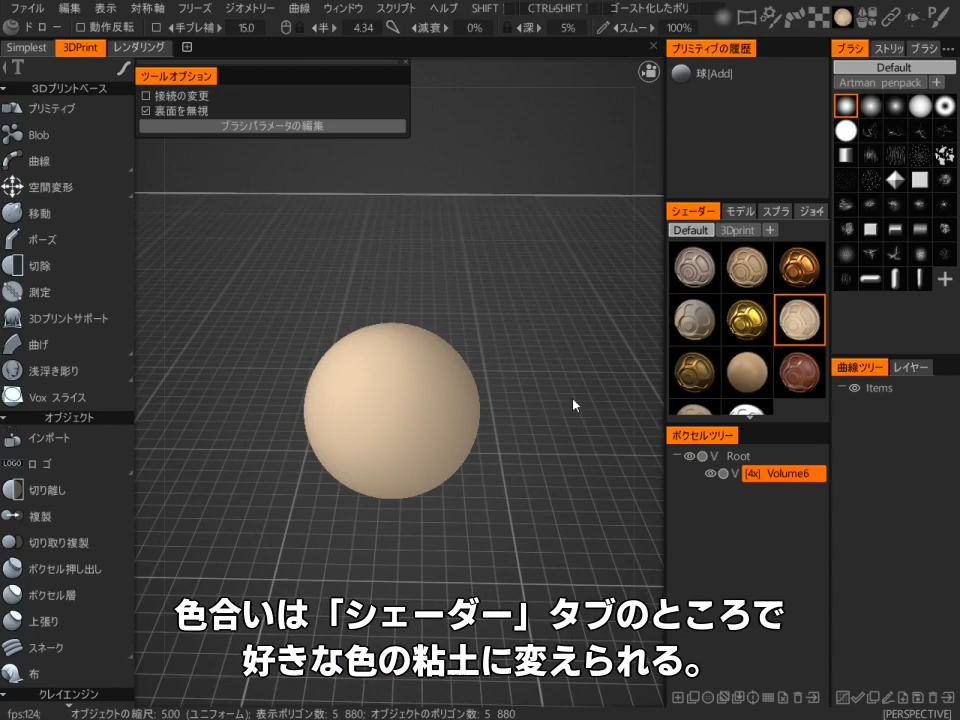 ファイル 編集 表示 対称軸 フリーズ ジオメトリー 曲線 ウィンドウ スクリプト ヘルプ SHIFT CTRL+SHIFT ゴースト化したポリ
ドロー 動作反転 手ブレ補 15.0 半 4.34 減衰 0% 深 5% スムー 100%
Simplest 3DPrint レンダリング
T
3Dプリントベース
プリミティブ
Blob
曲線
空間変形
移動
ポーズ
切除
測定
3Dプリントサポート
曲げ
浅浮き彫り
Vox スライス
オブジェクト
インポート
LOGO ロゴ
切り離し
複製
切り取り複製
ボクセル押し出し
ボクセル層
上張り
スネーク
布
クレイエンジン
ツールオプション
接続の変更
裏面を無視
ブラシパラメータの編集
プリミティブの履歴
球[Add]
シェーダー モデル スプラ ジョイ
Default 3Dprint +
ボクセルツリー
V Root
V [4x] Volume6
ブラシ ストリッ ブラシ
Default
Artman penpack +
曲線ツリー レイヤー
Items
色合いは「シェーダー」タブのところで
好きな色の粘土に変えられる。
fps:124; オブジェクトの縮尺: 5.00 (ユニフォーム); 表示ポリゴン数: 5 880; オブジェクトのポリゴン数: 5 880 [PERSPECTIVE]